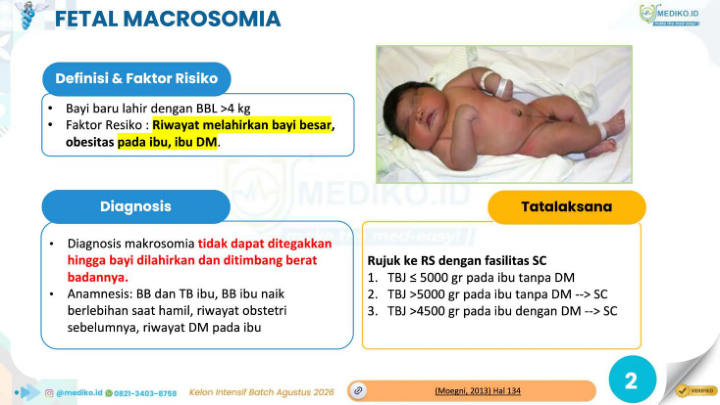 FETAL MACROSOMIA
MEDIKO.ID
Definisi & Faktor Risiko
• Bayi baru lahir dengan BBL >4 kg
• Faktor Resiko : Riwayat melahirkan bayi besar,
obesitas pada ibu, ibu DM.
MEDIKO.ID
Diagnosis
• Diagnosis makrosomia tidak dapat ditegakkan
hingga bayi dilahirkan dan ditimbang berat
badannya.
• Anamnesis: BB dan TB ibu, BB ibu naik
berlebihan saat hamil, riwayat obstetri
sebelumnya, riwayat DM pada ibu
Tatalaksana
Rujuk ke RS dengan fasilitas SC
1. TBJ ≤ 5000 gr pada ibu tanpa DM
2. TBJ >5000 gr pada ibu tanpa DM --> SC
3. TBJ >4500 gr pada ibu dengan DM --> SC
@mediko.id 0821-3403-8758 Kelon Intensif Batch Agustus 2026
(Moegni, 2013) Hal 134
2
VERIFIED